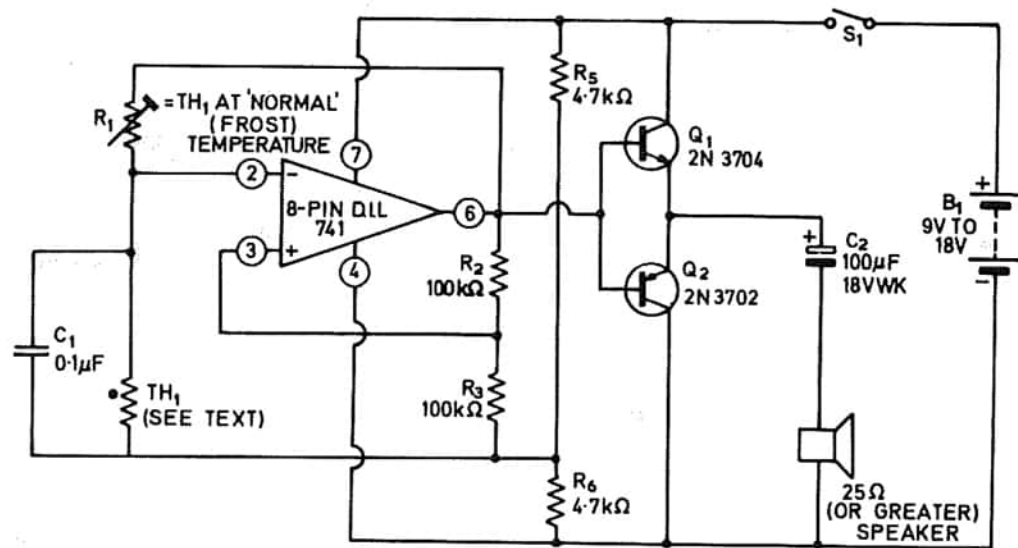 S1
R5
4.7kΩ
R1
=TH1 AT 'NORMAL'
(FROST)
TEMPERATURE
7
Q1
2N 3704
2
-
8-PIN D.I.L
741
6
+
B1
9V TO
18V
-
3
+
4
+
C2
100µF
18VWK
R2
100kΩ
Q2
2N 3702
C1
0·1µF
TH1
(SEE TEXT)
R3
100kΩ
R6
4.7kΩ
25Ω
(OR GREATER)
SPEAKER